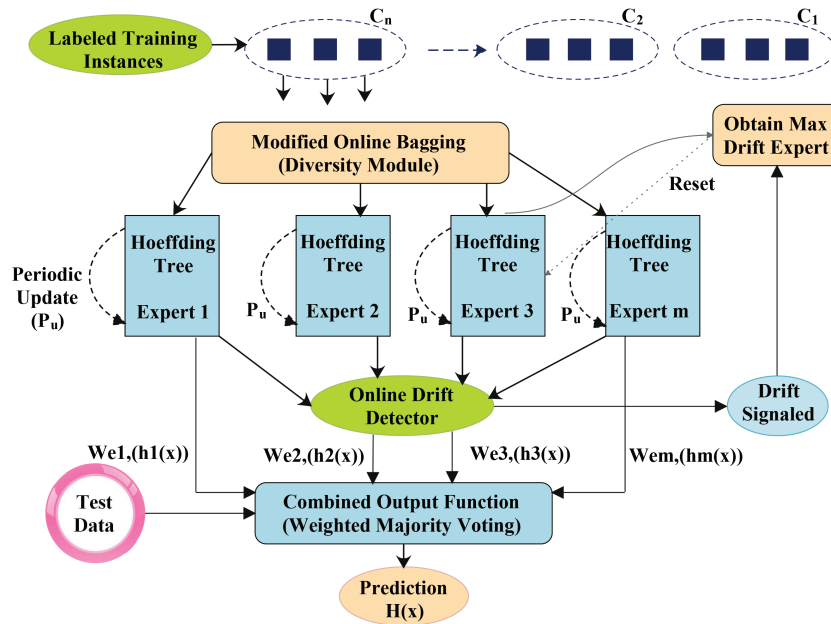 Labeled Training
Instances
Cn
C2
C1
Modified Online Bagging
(Diversity Module)
Obtain Max
Drift Expert
Reset
Periodic
Update
(Pu)
Hoeffding
Tree
Expert 1
Pu
Hoeffding
Tree
Expert 2
Pu
Hoeffding
Tree
Expert 3
Pu
Hoeffding
Tree
Expert m
Online Drift
Detector
Drift
Signaled
We1,(h1(x))
We2,(h2(x))
We3,(h3(x))
Wem,(hm(x))
Test
Data
Combined Output Function
(Weighted Majority Voting)
Prediction
H(x)